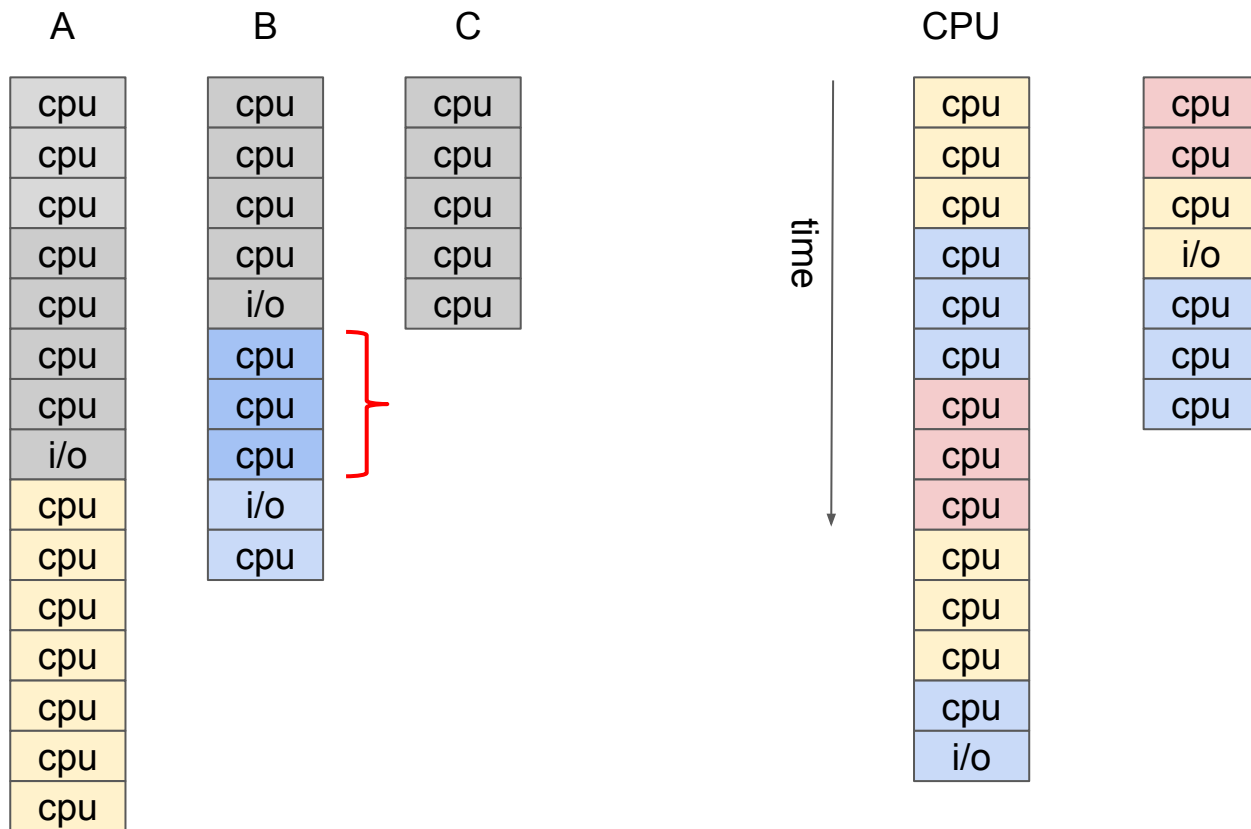 A B C CPU
cpu cpu cpu cpu cpu
cpu cpu cpu cpu cpu
cpu cpu cpu cpu cpu
cpu cpu cpu cpu i/o
cpu i/o cpu cpu cpu
cpu cpu cpu cpu
cpu cpu cpu cpu
i/o cpu cpu
cpu i/o cpu
cpu cpu cpu
cpu cpu
cpu cpu
cpu cpu
cpu i/o
cpu
time